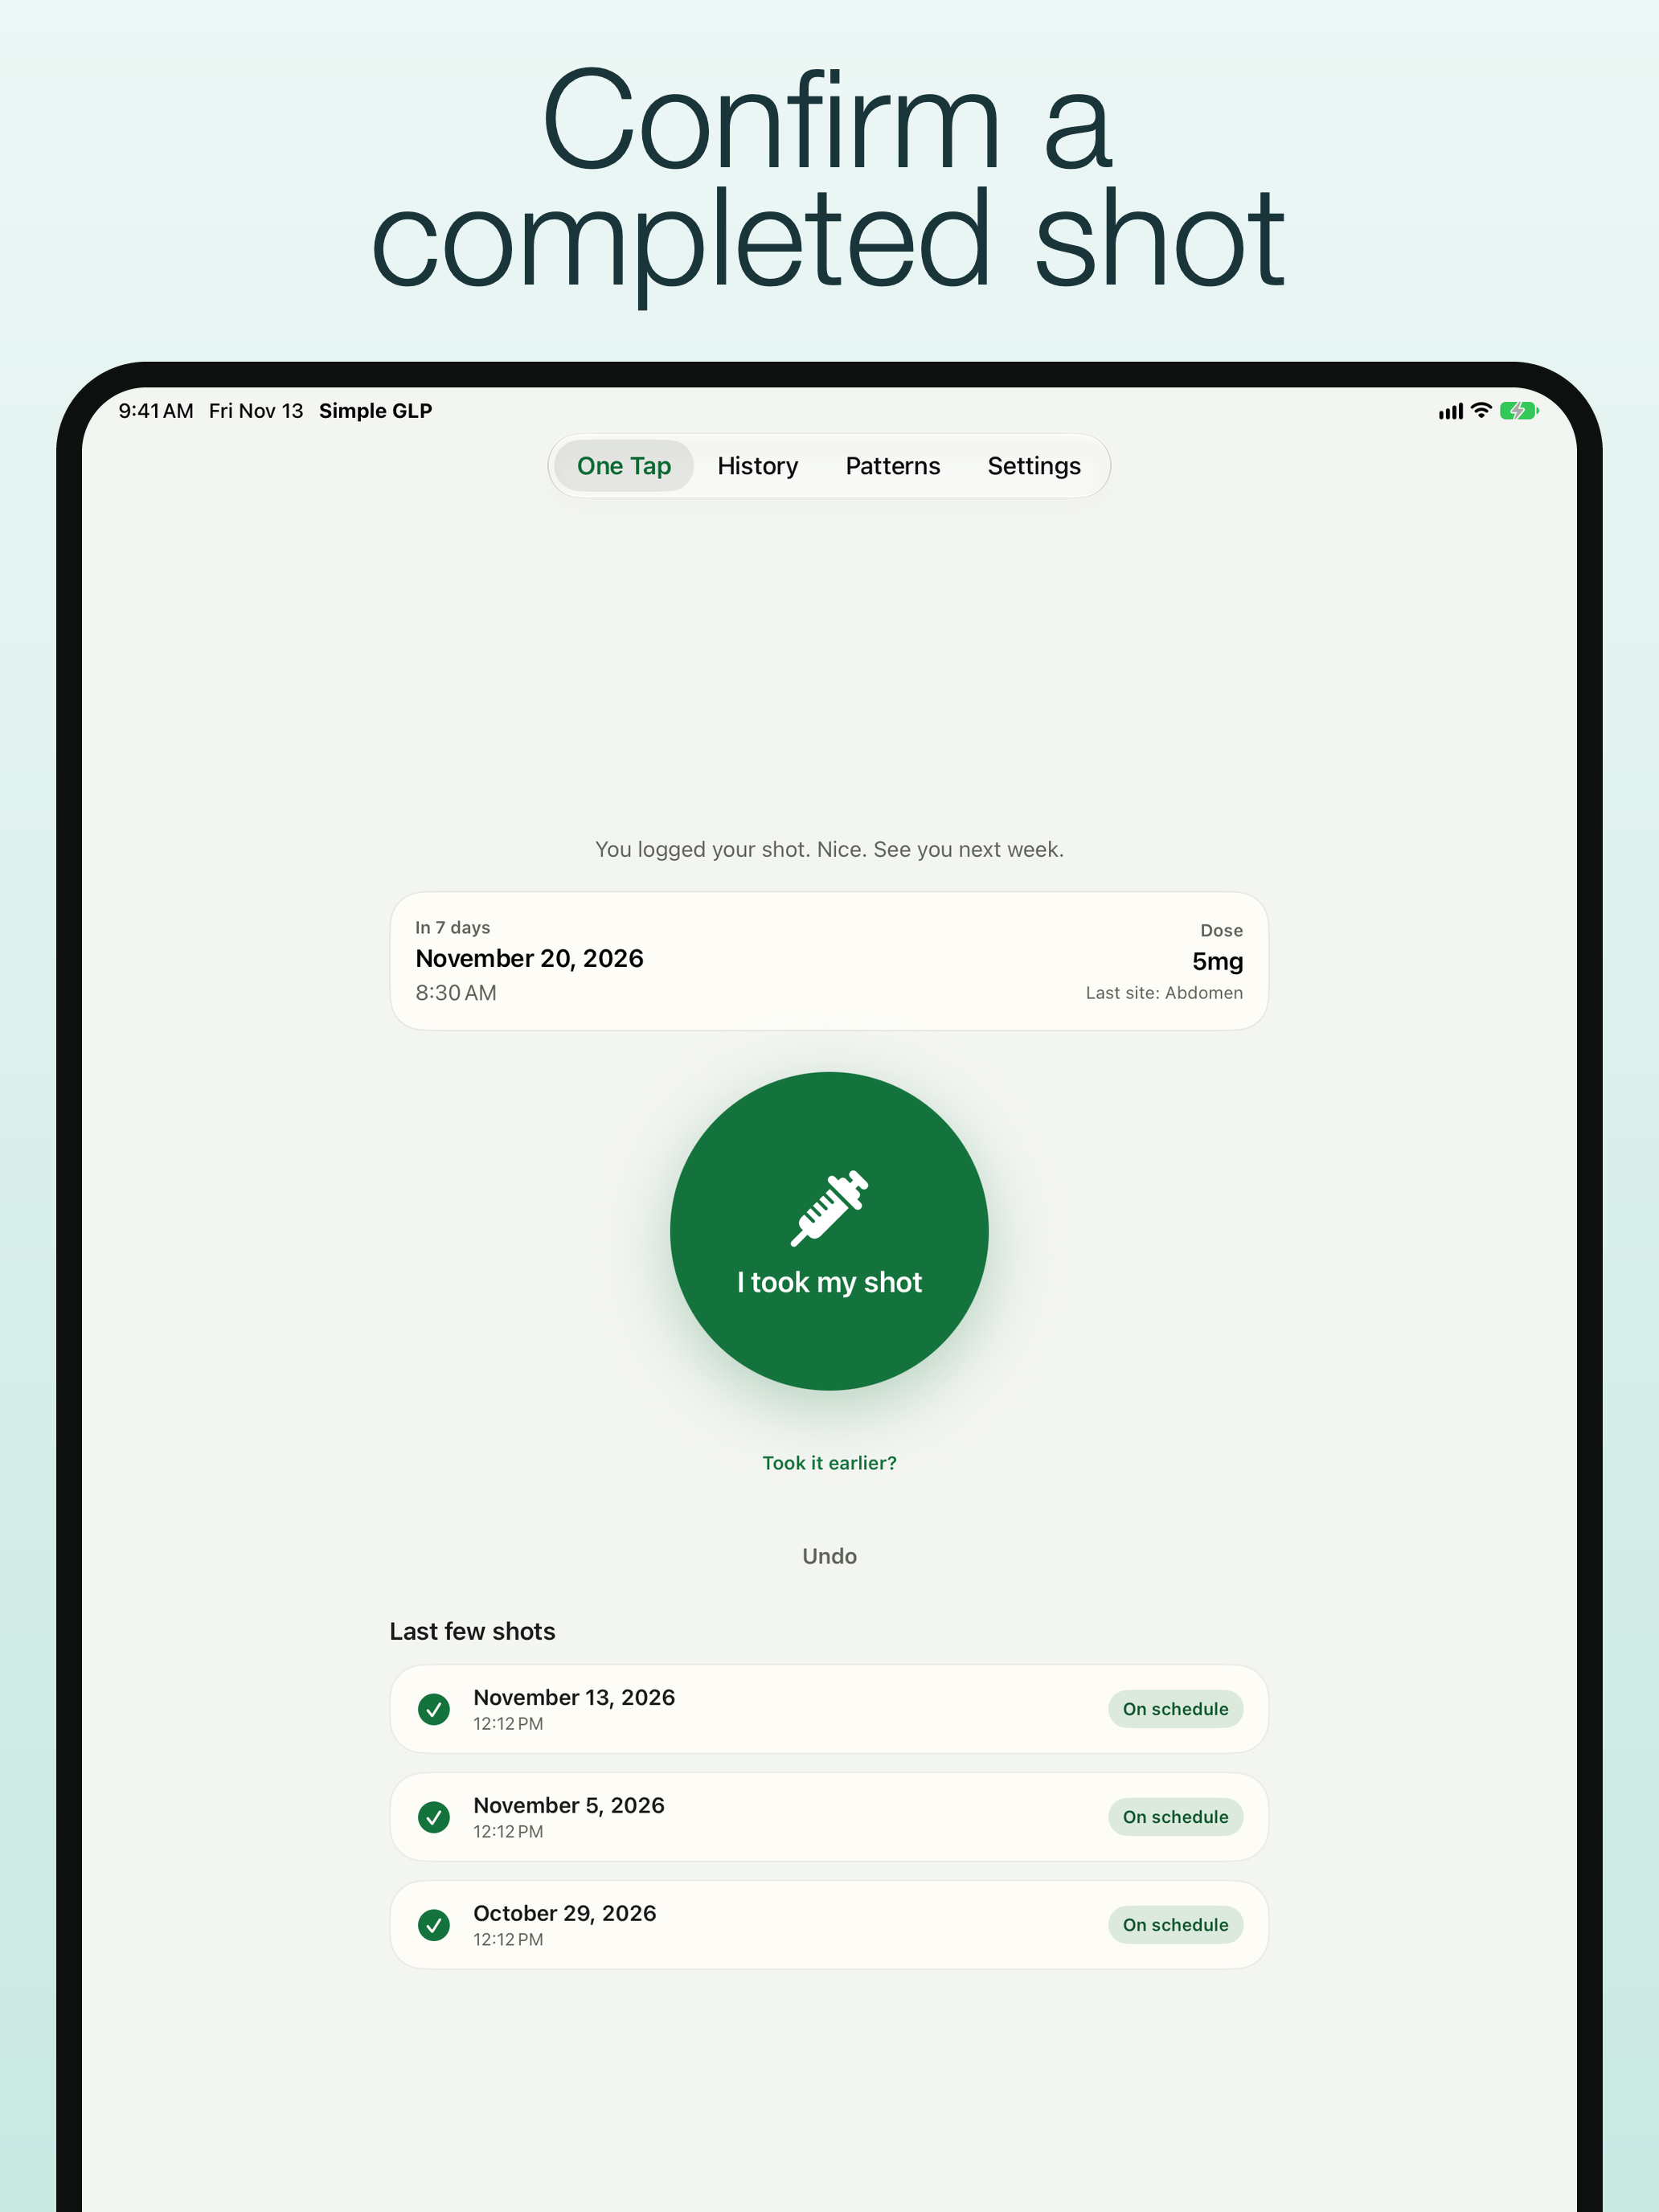 Confirm a
completed shot
9:41 AM Fri Nov 13 Simple GLP
One Tap History Patterns Settings
You logged your shot. Nice. See you next week.
In 7 days
November 20, 2026
8:30 AM
Dose
5mg
Last site: Abdomen
I took my shot
Took it earlier?
Undo
Last few shots
November 13, 2026
12:12 PM
On schedule
November 5, 2026
12:12 PM
On schedule
October 29, 2026
12:12 PM
On schedule